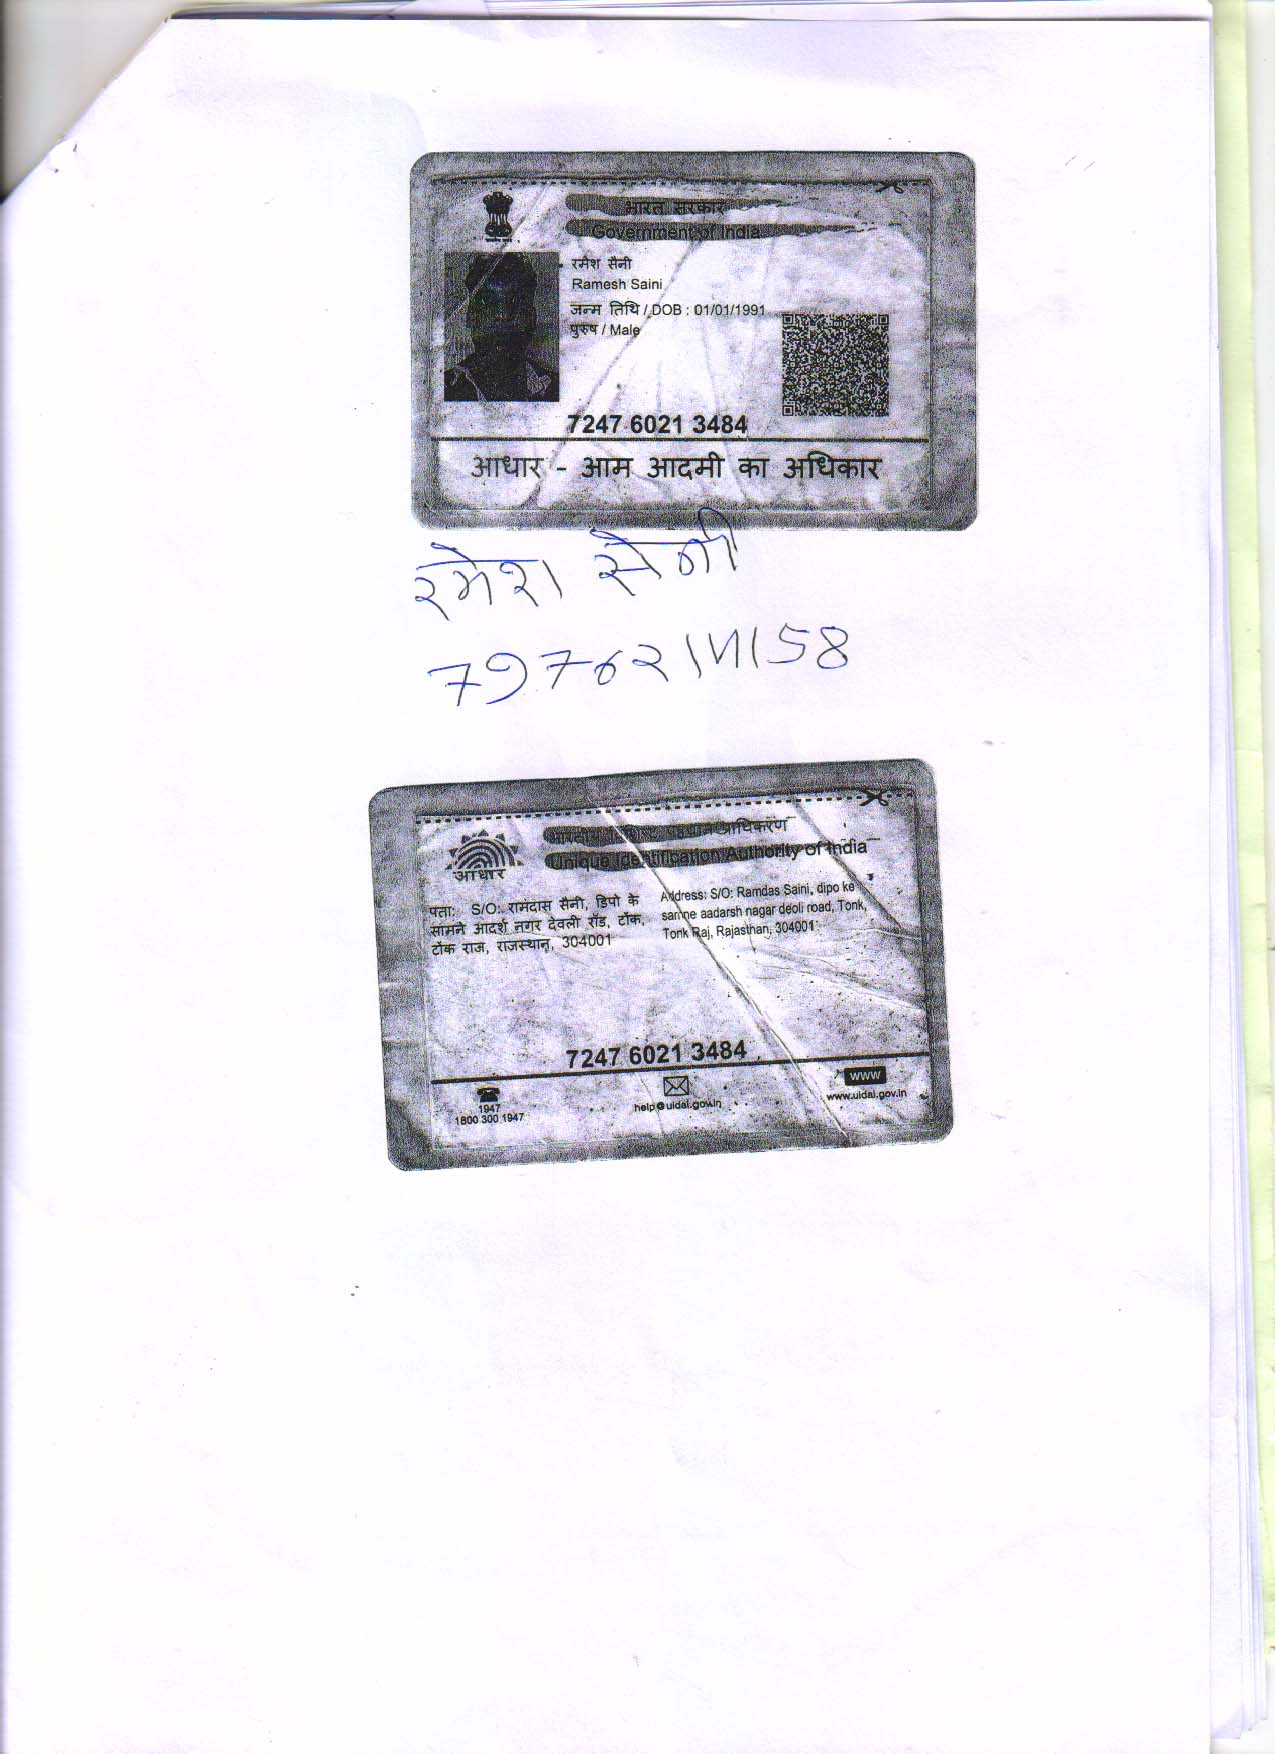 भारत सरकार
Government of India
रमेश सैनी
Ramesh Saini
जन्म तिथि / DOB : 01/01/1991
पुरुष / Male
7247 6021 3484
आधार - आम आदमी का अधिकार
रमेश सैनी
भारतीय विशिष्ट पहचान प्राधिकरण
Unique Identification Authority of India
आधार
पता: S/O: रामदास सैनी, डिपो के
सामने आदर्श नगर देवली रॉड, टोंक,
टोंक राज, राजस्थान, 304001
Address: S/O: Ramdas Saini, dipo ke
samne aadarsh nagar deoli road, Tonk,
Tonk Raj, Rajasthan, 304001
7247 6021 3484
1947
1800 300 1947
help@uidai.gov.in
www
www.uidai.gov.in